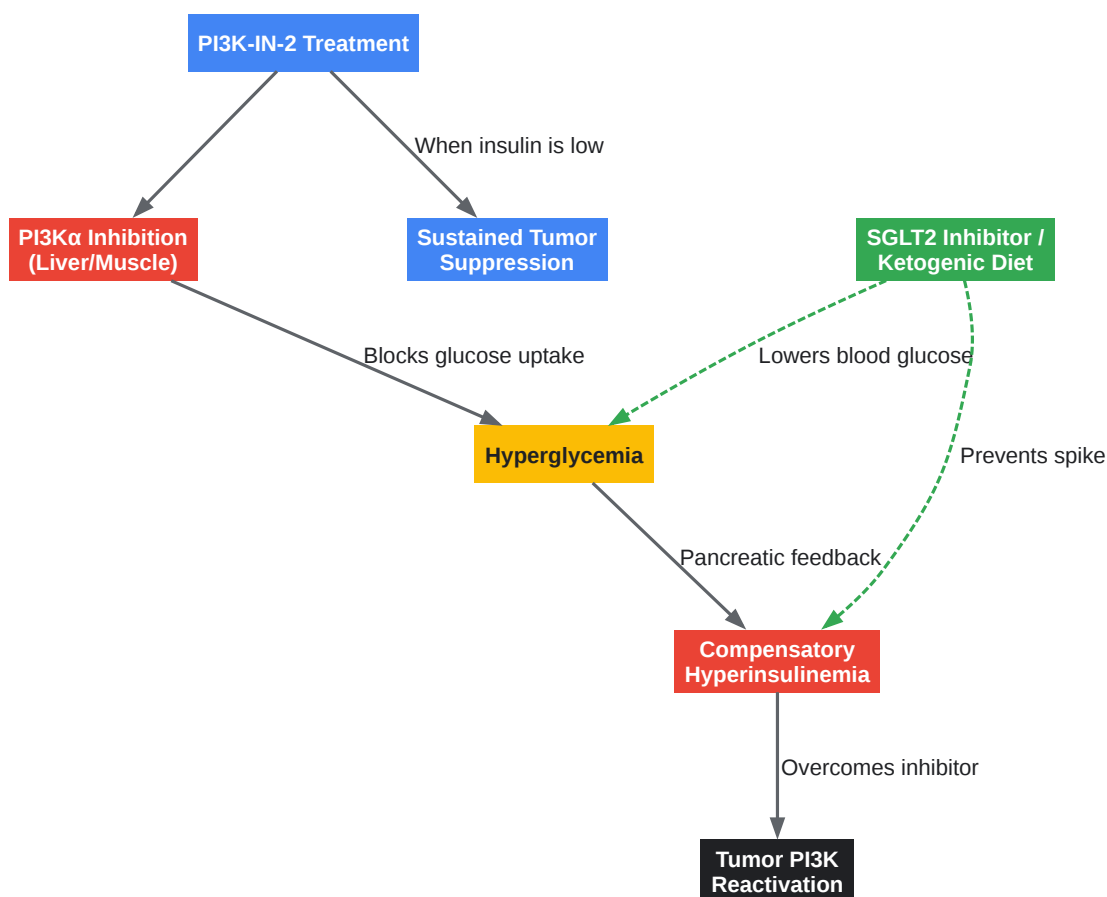 PI3K-IN-2 Treatment
When insulin is low
PI3Kα Inhibition
(Liver/Muscle)
Sustained Tumor
Suppression
SGLT2 Inhibitor /
Ketogenic Diet
Blocks glucose uptake
Lowers blood glucose
Hyperglycemia
Prevents spike
Pancreatic feedback
Compensatory
Hyperinsulinemia
Overcomes inhibitor
Tumor PI3K
Reactivation